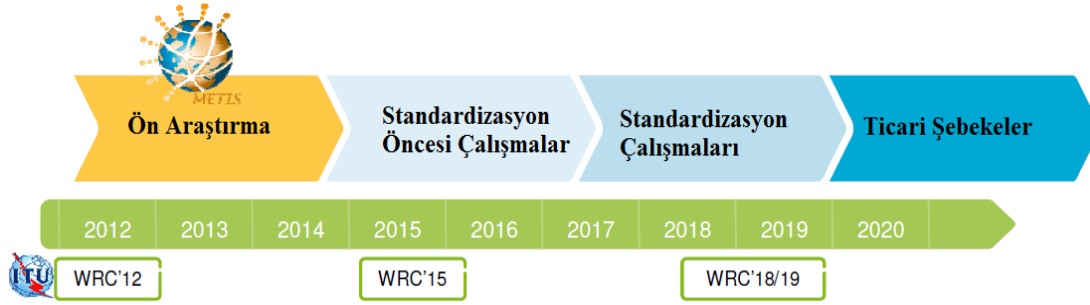 METIS
Ön Araştırma
Standardizasyon
Öncesi Çalışmalar
Standardizasyon
Çalışmaları
Ticari Şebekeler
2012 2013 2014 2015 2016 2017 2018 2019 2020
ITU
WRC'12
WRC'15
WRC'18/19